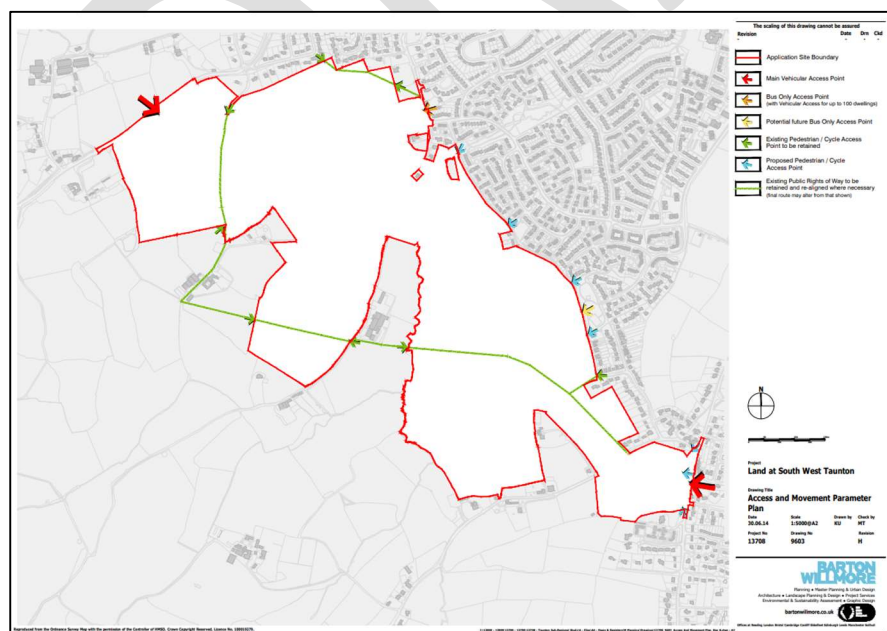 The scaling of this drawing cannot be assured
Revision Date Drn Ckd
- - - -
Application Site Boundary
Main Vehicular Access Point
Bus Only Access Point
(with Vehicular Access for up to 100 dwellings)
Potential future Bus Only Access Point
Existing Pedestrian / Cycle Access
Point to be retained
Proposed Pedestrian / Cycle
Access Point
Existing Public Rights of Way to be
retained and re-aligned where necessary
(final route may alter from that shown)
N
Project
Land at South West Taunton
Drawing Title
Access and Movement Parameter
Plan
Date Scale Drawn by Check by
30.06.14 1:5000@A2 KU MT
Project No Drawing No Revision
13708 9603 H
BARTON
WILLMORE
Planning • Master Planning & Urban Design
Architecture • Landscape Planning & Design • Project Services
Environmental & Sustainability Assessment • Graphic Design
bartonwillmore.co.uk